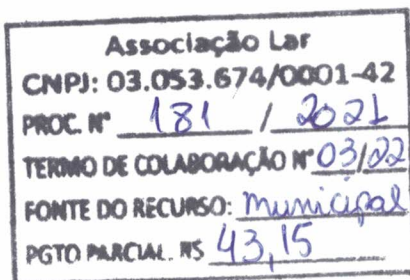 Associação Lar
CNPJ: 03.053.674/0001-42
PROC. Nº 181 / 2021
TERMO DE COLABORAÇÃO Nº 03/22
FONTE DO RECURSO: municipal
PGTO PARCIAL. R$ 43,15